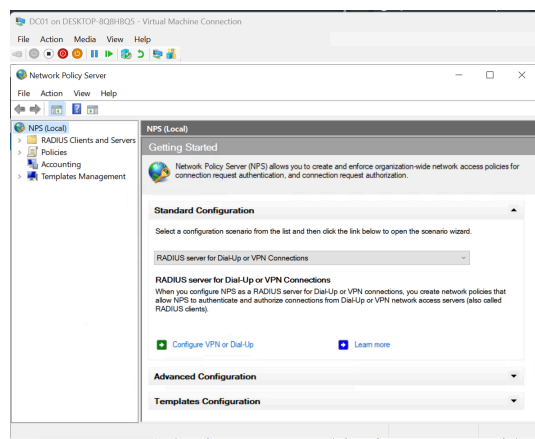 DC01 on DESKTOP-8Q8HBQ5 - Virtual Machine Connection
File Action Media View Help
Network Policy Server
File Action View Help
NPS (Local)
RADIUS Clients and Servers
Policies
Accounting
Templates Management
NPS (Local)
Getting Started
Network Policy Server (NPS) allows you to create and enforce organization-wide network access policies for
connection request authentication, and connection request authorization.
Standard Configuration
Select a configuration scenario from the list and then click the link below to open the scenario wizard.
RADIUS server for Dial-Up or VPN Connections
RADIUS server for Dial-Up or VPN Connections
When you configure NPS as a RADIUS server for Dial-Up or VPN connections, you create network policies that
allow NPS to authenticate and authorize connections from Dial-Up or VPN network access servers (also called
RADIUS clients).
Configure VPN or Dial-Up
Learn more
Advanced Configuration
Templates Configuration